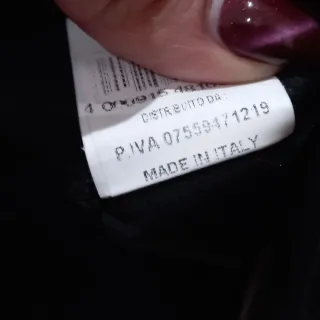 DISTRIBUITO DA:
P.IVA 07559471219
MADE IN ITALY